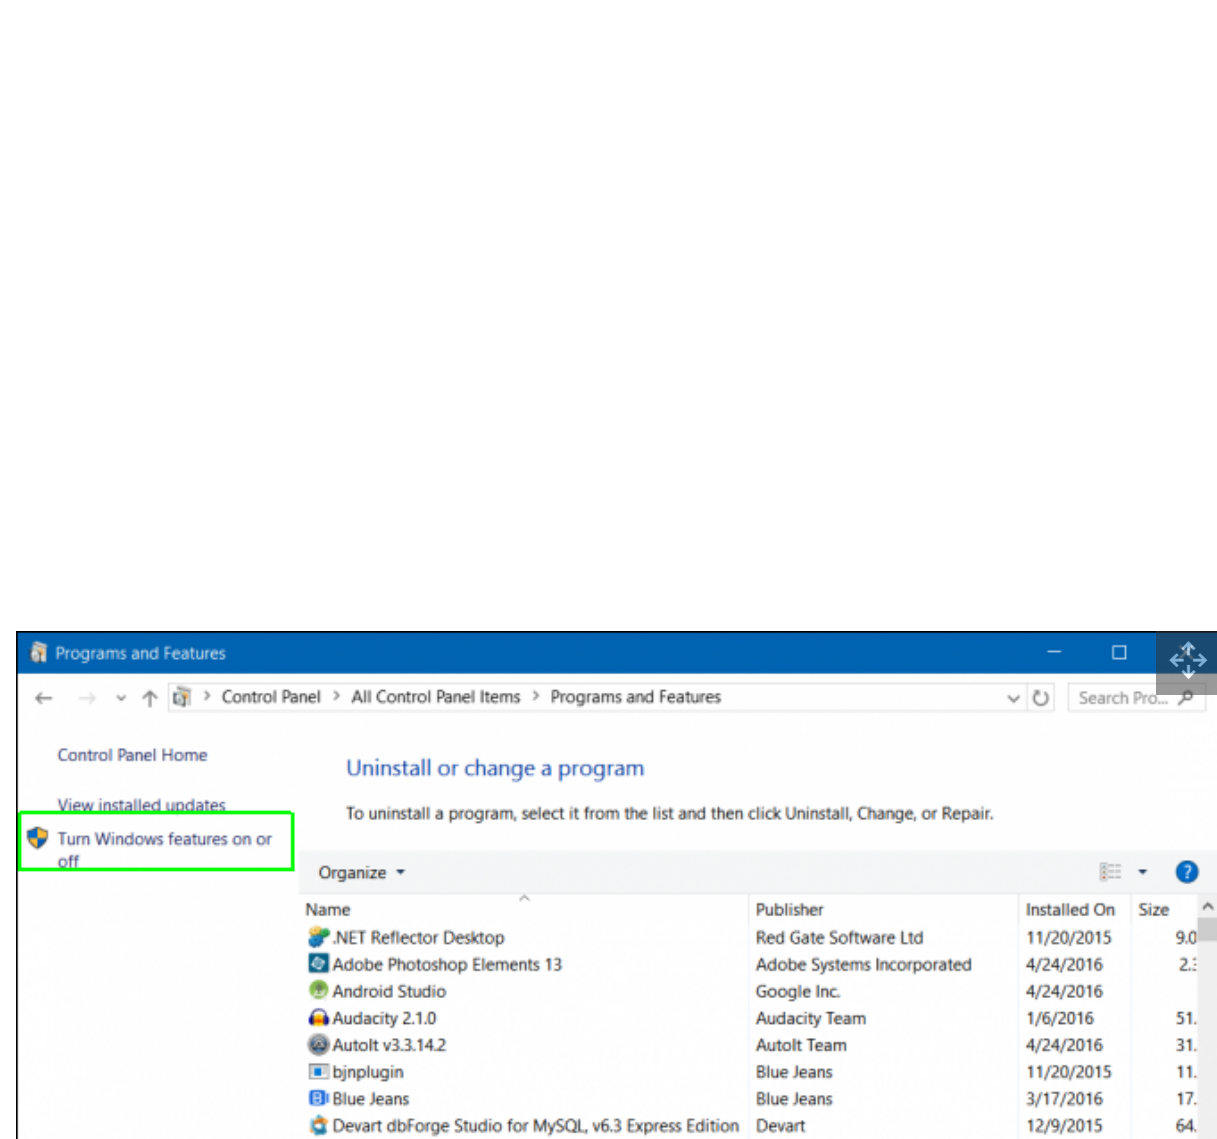 Programs and Features
Control Panel > All Control Panel Items > Programs and Features
Search Pro...
Control Panel Home
View installed updates
Turn Windows features on or
off
Uninstall or change a program
To uninstall a program, select it from the list and then click Uninstall, Change, or Repair.
Organize
?
Name Publisher Installed On Size
.NET Reflector Desktop Red Gate Software Ltd 11/20/2015 9.0
Adobe Photoshop Elements 13 Adobe Systems Incorporated 4/24/2016 2.3
Android Studio Google Inc. 4/24/2016
Audacity 2.1.0 Audacity Team 1/6/2016 51.
AutoIt v3.3.14.2 AutoIt Team 4/24/2016 31.
bjnplugin Blue Jeans 11/20/2015 11.
Blue Jeans Blue Jeans 3/17/2016 17.
Devart dbForge Studio for MySQL, v6.3 Express Edition Devart 12/9/2015 64.